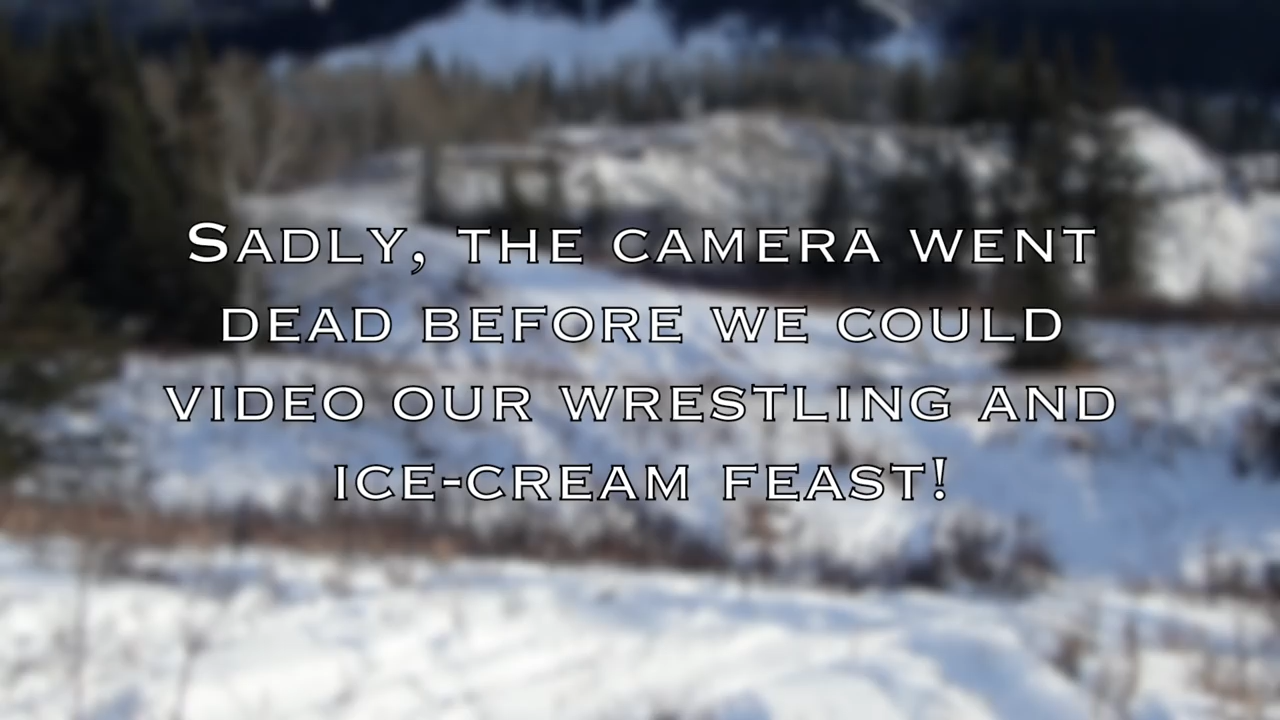 Sadly, the camera went
dead before we could
video our wrestling and
ice-cream feast!